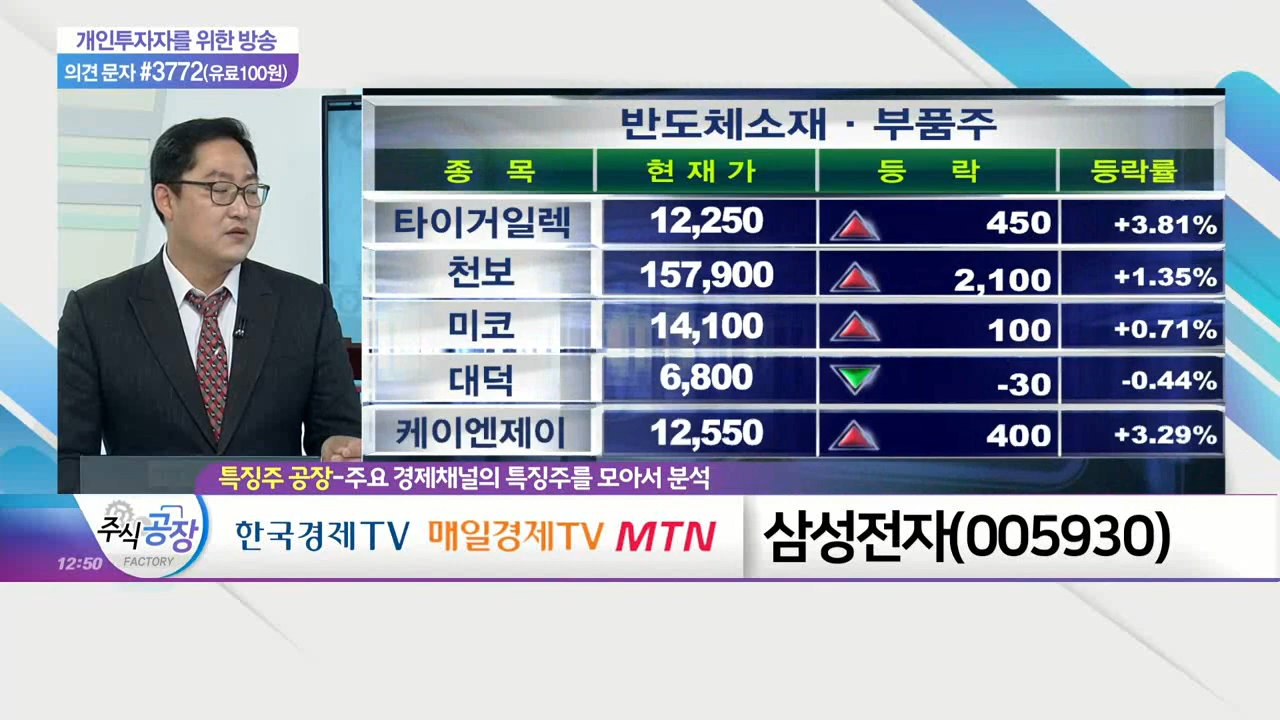 개인투자자를 위한 방송
의견 문자 #3772(유료100원)
반도체소재 · 부품주
종 목 현 재 가 등 락 등락률
타이거일렉 12,250 450 +3.81%
천보 157,900 2,100 +1.35%
미코 14,100 100 +0.71%
대덕 6,800 -30 -0.44%
케이엔제이 12,550 400 +3.29%
특징주 공장-주요 경제채널의 특징주를 모아서 분석
주식공장
FACTORY
12:50
한국경제TV 매일경제TV MTN
삼성전자(005930)